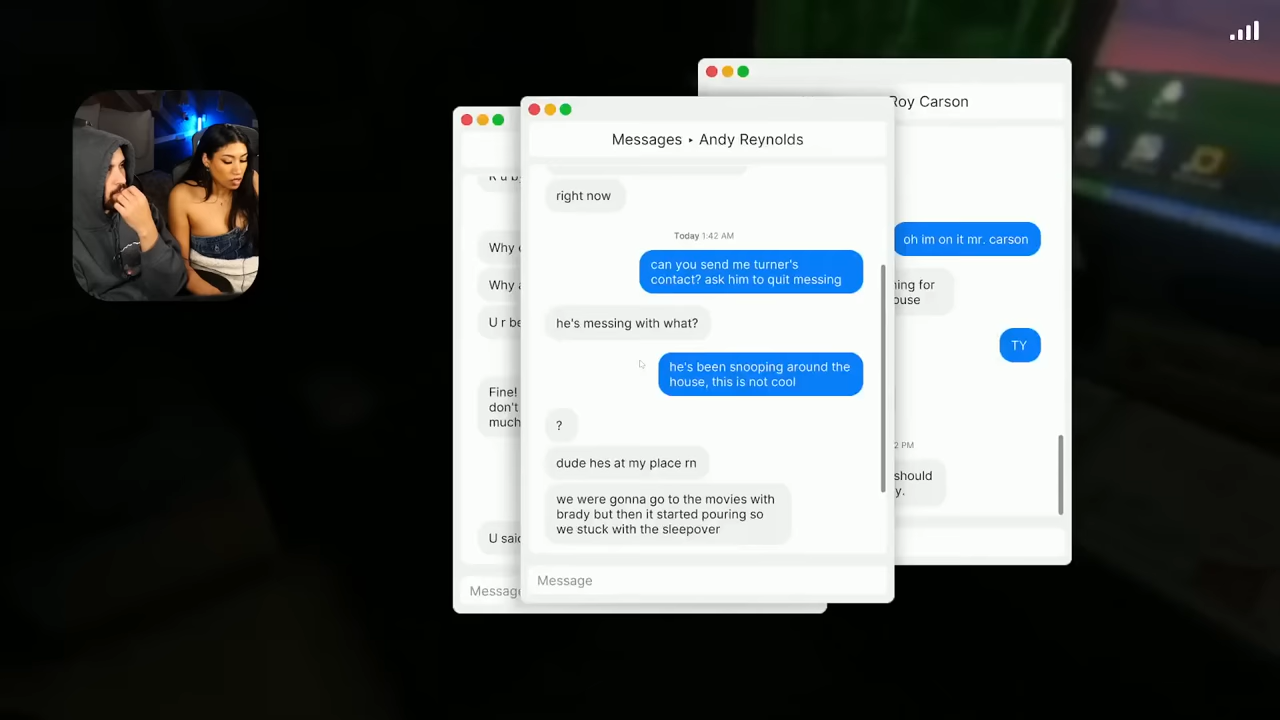 Roy Carson
Messages ▸ Andy Reynolds
right now
Today 1:42 AM
can you send me turner's
contact? ask him to quit messing
he's messing with what?
he's been snooping around the
house, this is not cool
?
dude hes at my place rn
we were gonna go to the movies with
brady but then it started pouring so
we stuck with the sleepover
Message
Why
Why
U r be
Fine!
don't
much
U said
Message
oh im on it mr. carson
ing for
ouse
TY
2 PM
should
y.